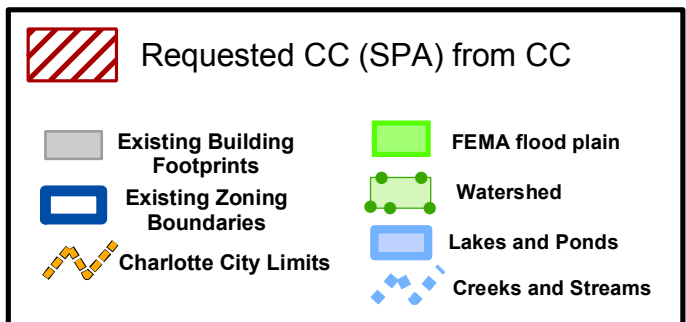 Requested CC (SPA) from CC
Existing Building
Footprints
Existing Zoning
Boundaries
Charlotte City Limits
FEMA flood plain
Watershed
Lakes and Ponds
Creeks and Streams